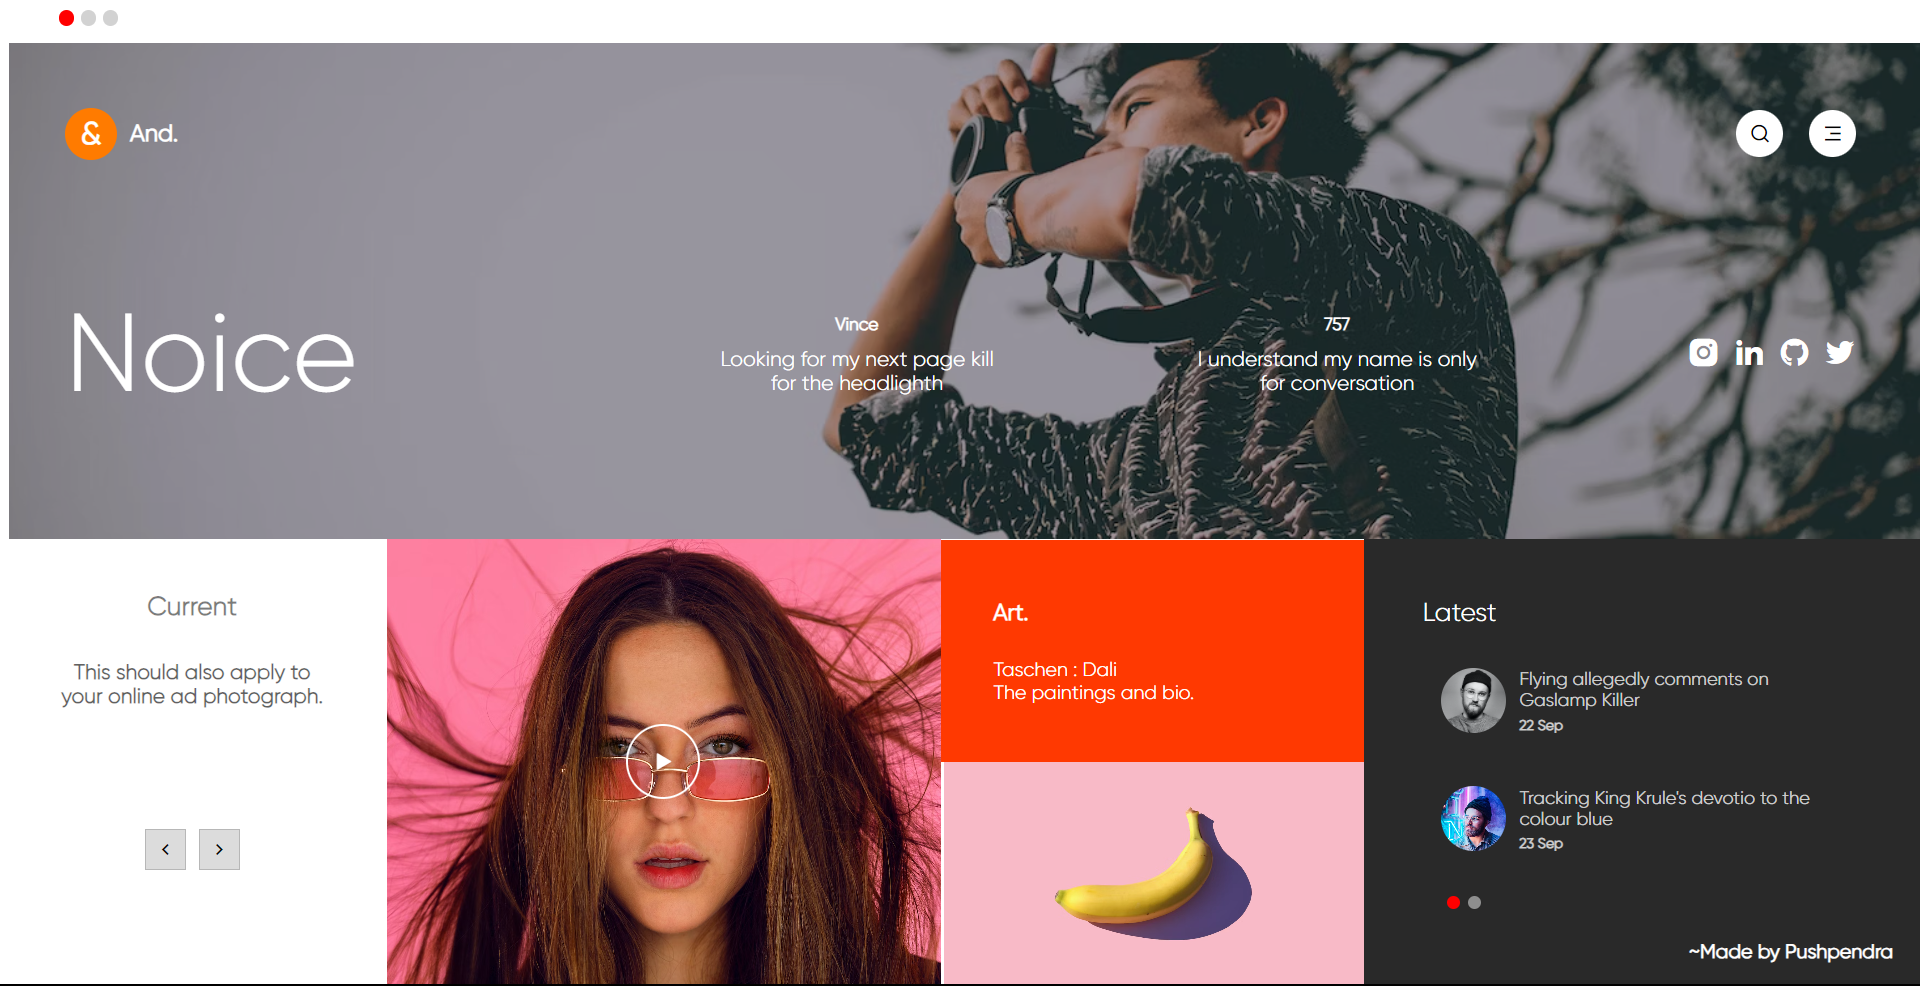 & And.
Noice
Vince
Looking for my next page kill
for the headlighth
757
I understand my name is only
for conversation
Current
This should also apply to
your online ad photograph.
Art.
Taschen : Dali
The paintings and bio.
Latest
Flying allegedly comments on
Gaslamp Killer
22 Sep
Tracking King Krule's devotio to the
colour blue
23 Sep
~Made by Pushpendra